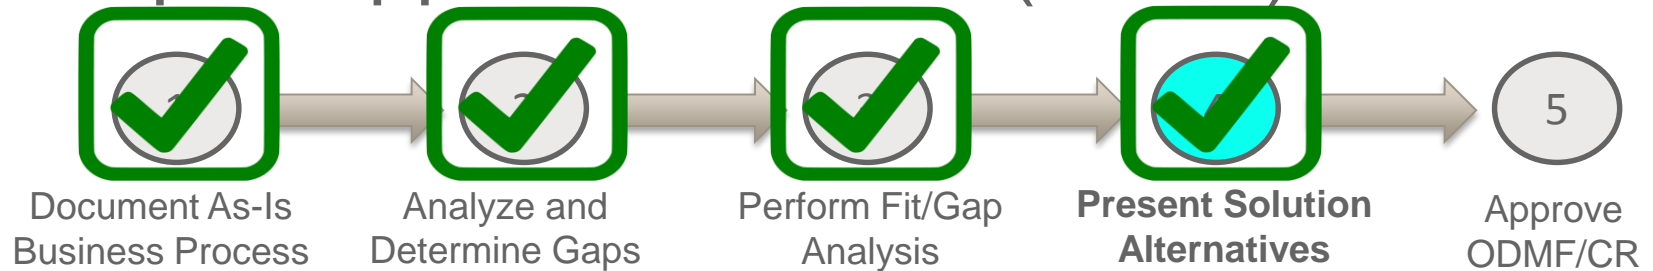 5
Document As-Is
Business Process
Analyze and
Determine Gaps
Perform Fit/Gap
Analysis
Present Solution
Alternatives
Approve
ODMF/CR